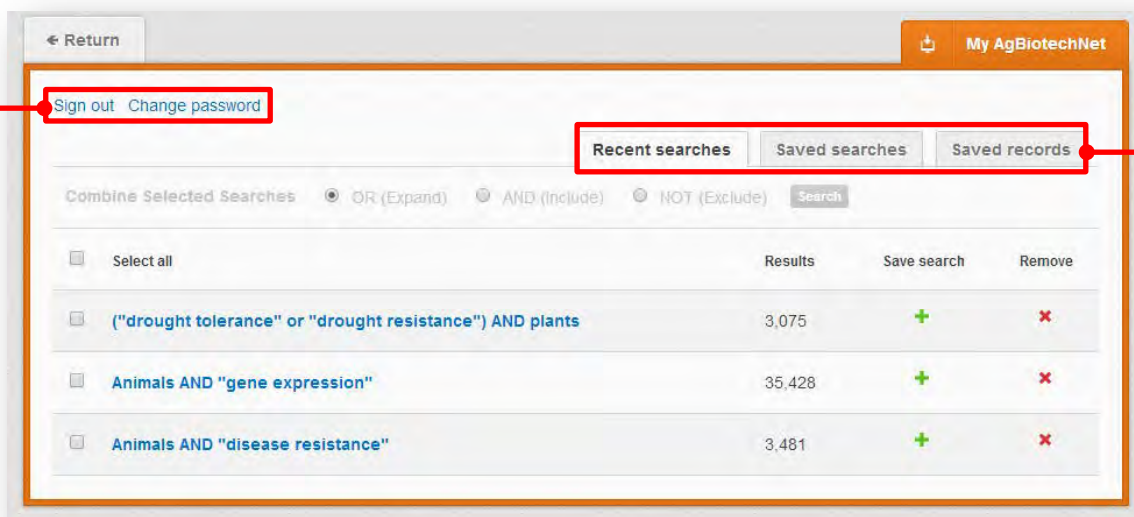 ← Return
My AgBiotechNet
Sign out Change password
Recent searches Saved searches Saved records
Combine Selected Searches OR (Expand) AND (Include) NOT (Exclude) Search
Select all Results Save search Remove
("drought tolerance" or "drought resistance") AND plants 3,075
Animals AND "gene expression" 35,428
Animals AND "disease resistance" 3,481